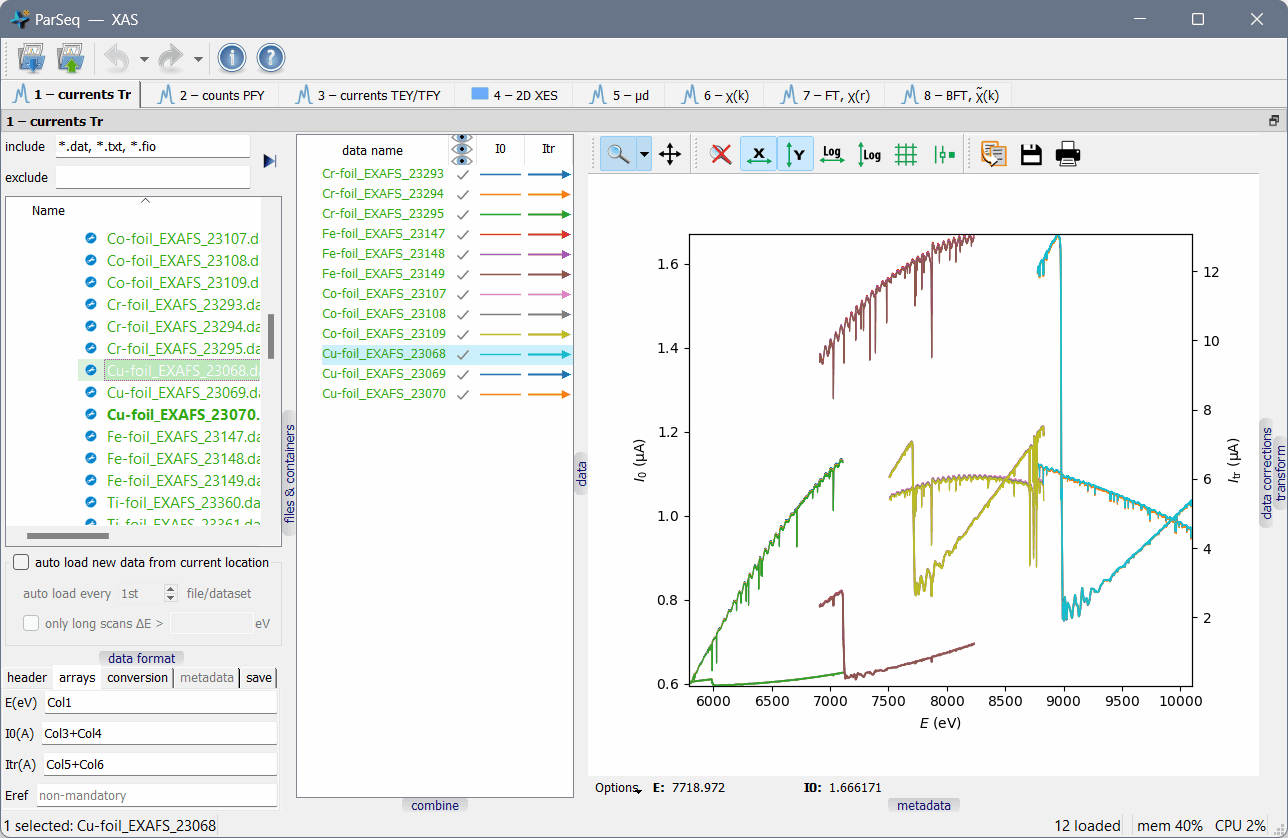 ParSeq — XAS
1 – currents Tr
2 – counts PFY
3 – currents TEY/TFY
4 – 2D XES
5 – μd
6 – χ(k)
7 – FT, χ(r)
8 – BFT, χ̃(k)
1 – currents Tr
include *.dat, *.txt, *.fio
exclude
Name
Co-foil_EXAFS_23107.d
Co-foil_EXAFS_23108.d
Co-foil_EXAFS_23109.d
Cr-foil_EXAFS_23293.da
Cr-foil_EXAFS_23294.da
Cr-foil_EXAFS_23295.da
Cu-foil_EXAFS_23068.da
Cu-foil_EXAFS_23069.da
Cu-foil_EXAFS_23070.
Fe-foil_EXAFS_23147.da
Fe-foil_EXAFS_23148.da
Fe-foil_EXAFS_23149.da
Ti-foil_EXAFS_23360.da
Ti-foil_EXAFS_23361.da
files & containers
auto load new data from current location
auto load every 1st file/dataset
only long scans ΔE > eV
data format
header arrays conversion metadata save
E(eV) Col1
I0(A) Col3+Col4
Itr(A) Col5+Col6
Eref non-mandatory
1 selected: Cu-foil_EXAFS_23068
data name I0 Itr
Cr-foil_EXAFS_23293
Cr-foil_EXAFS_23294
Cr-foil_EXAFS_23295
Fe-foil_EXAFS_23147
Fe-foil_EXAFS_23148
Fe-foil_EXAFS_23149
Co-foil_EXAFS_23107
Co-foil_EXAFS_23108
Co-foil_EXAFS_23109
Cu-foil_EXAFS_23068
Cu-foil_EXAFS_23069
Cu-foil_EXAFS_23070
data
combine
X
Y
Log
Log
1.6
1.4
1.2
1.0
0.8
0.6
I0 (μA)
12
10
8
6
4
2
Itr (μA)
6000 6500 7000 7500 8000 8500 9000 9500 10000
E (eV)
data corrections
transform
Options E: 7718.972 I0: 1.666171
metadata
12 loaded mem 40% CPU 2%